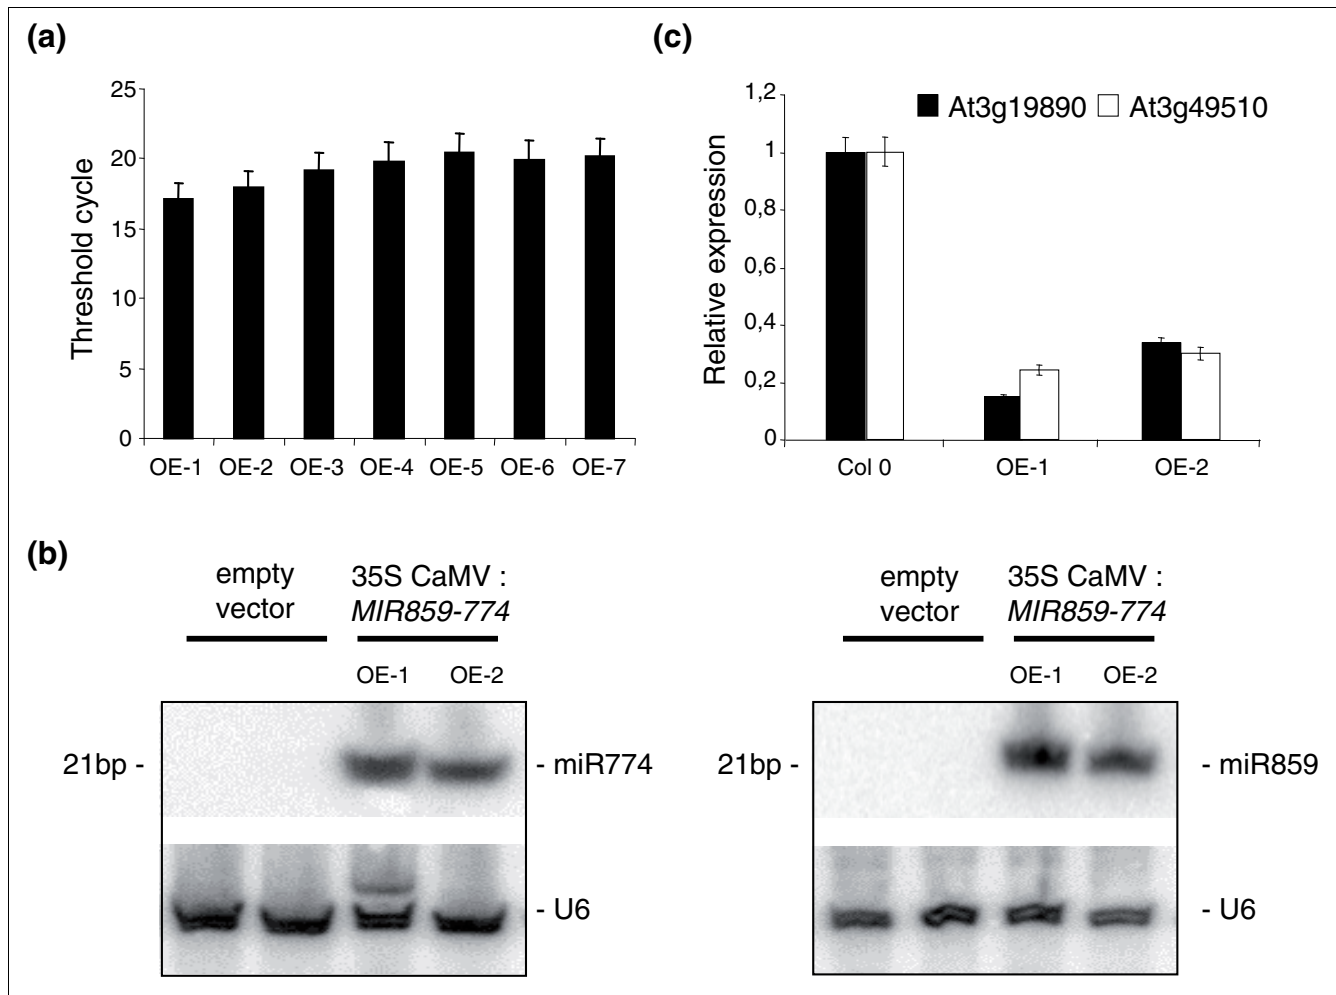 (a)
25
20
15
10
5
0
Threshold cycle
OE-1 OE-2 OE-3 OE-4 OE-5 OE-6 OE-7
(c)
1,2
1
0,8
0,6
0,4
0,2
0
Relative expression
At3g19890 At3g49510
Col 0 OE-1 OE-2
(b)
empty
vector
35S CaMV :
MIR859-774
OE-1 OE-2
21bp -
- miR774
- U6
empty
vector
35S CaMV :
MIR859-774
OE-1 OE-2
21bp -
- miR859
- U6